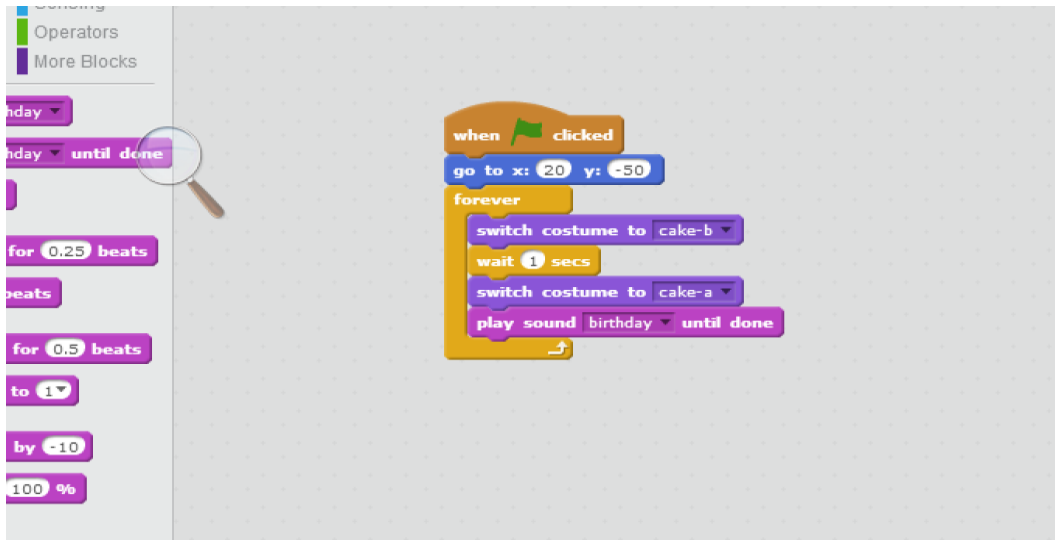 Sensing
Operators
More Blocks
hday
hday until done
for 0.25 beats
beats
for 0.5 beats
to 1
by -10
100 %
when clicked
go to x: 20 y: -50
forever
switch costume to cake-b
wait 1 secs
switch costume to cake-a
play sound birthday until done